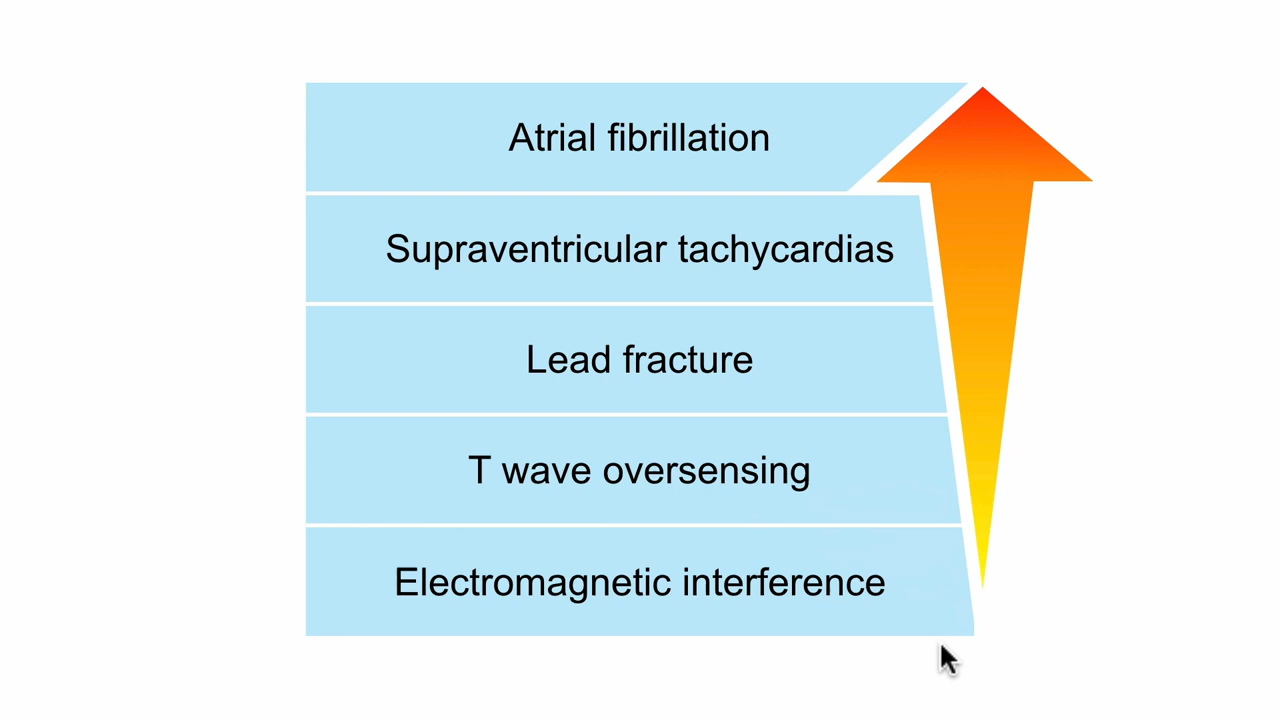 Atrial fibrillation
Supraventricular tachycardias
Lead fracture
T wave oversensing
Electromagnetic interference